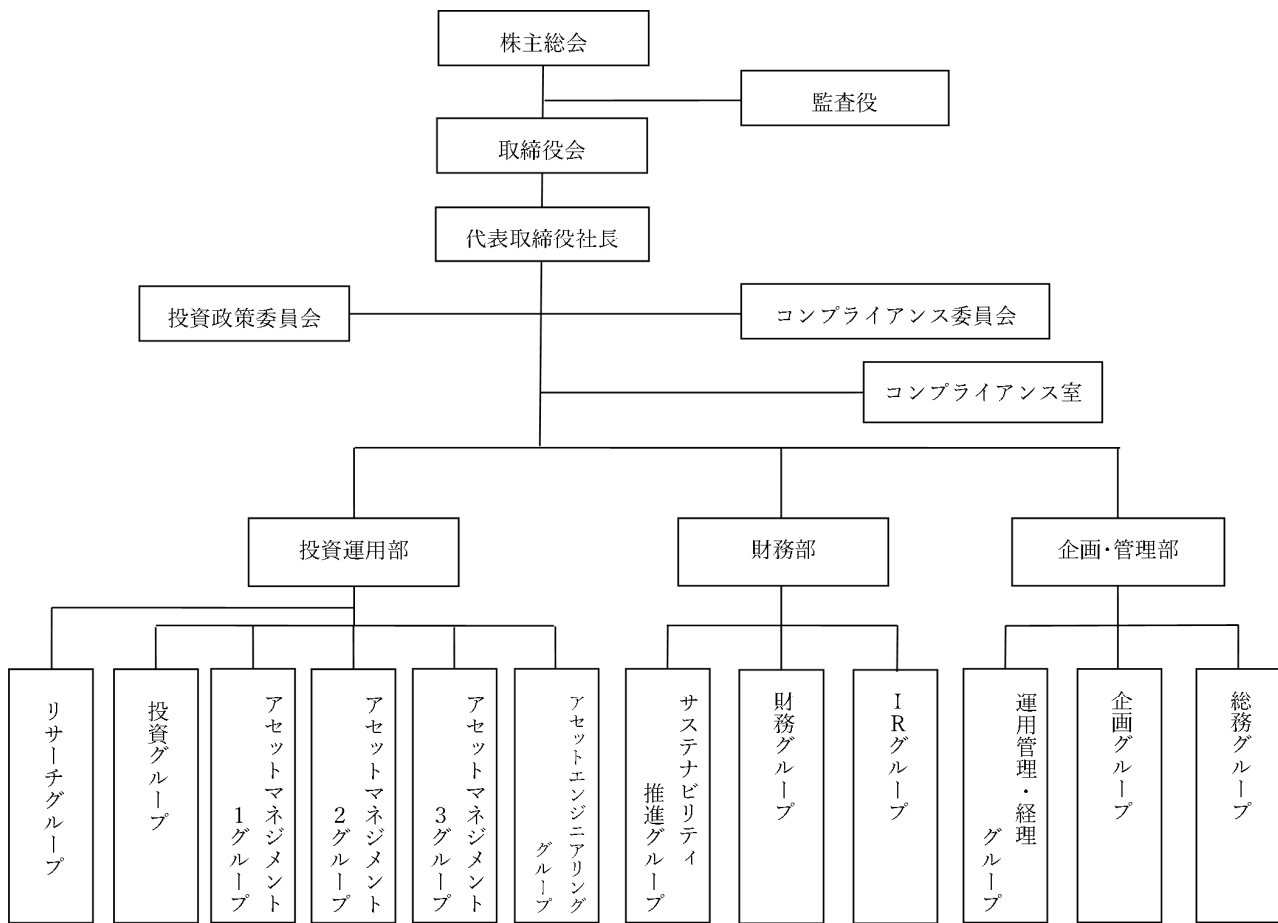 株主総会
監査役
取締役会
代表取締役社長
投資政策委員会
コンプライアンス委員会
コンプライアンス室
投資運用部
財務部
企画・管理部
リサーチグループ
投資グループ
アセットマネジメント
1グループ
アセットマネジメント
2グループ
アセットマネジメント
3グループ
アセットエンジニアリング
グループ
サステナビリティ
推進グループ
財務グループ
IRグループ
運用管理・経理
グループ
企画グループ
総務グループ